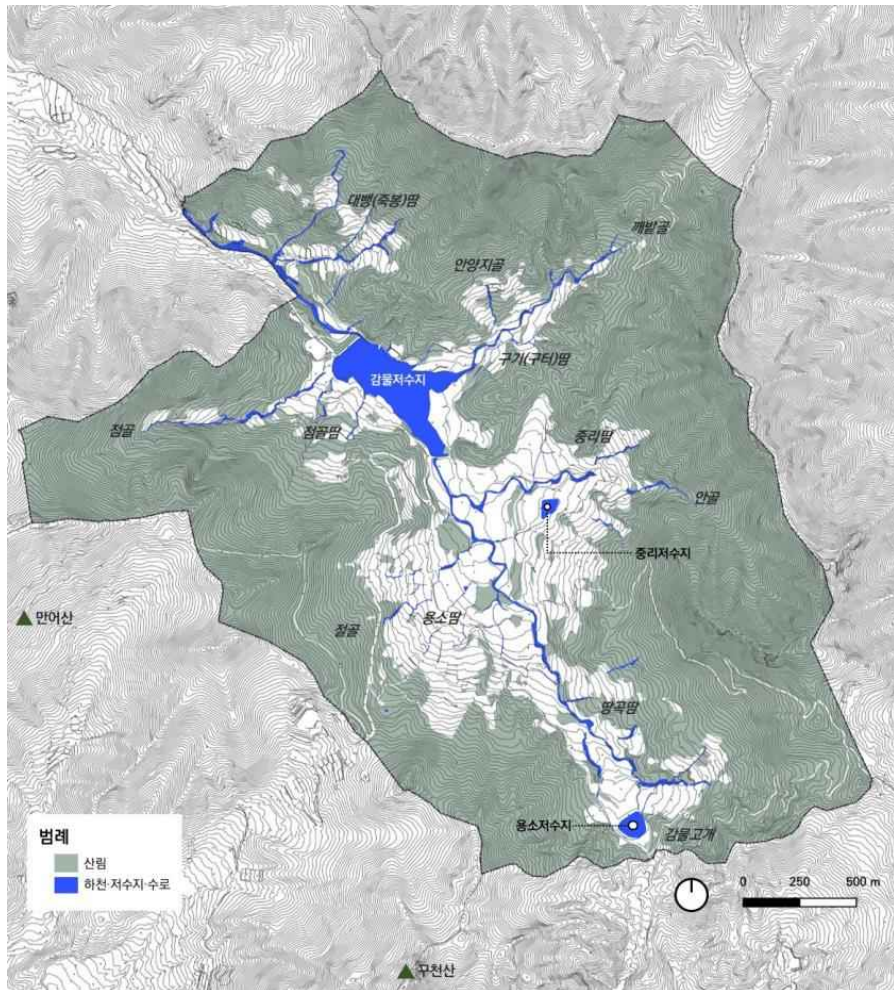 대뱅(죽봉)땀
깨밭골
안양지골
구기(구터)땀
감물저수지
점골
점골땀
중리땀
안골
중리저수지
만어산
절골
용소땀
땅곡땀
용소저수지
감물고개
범례
산림
하천·저수지·수로
0 250 500 m
꾸천산